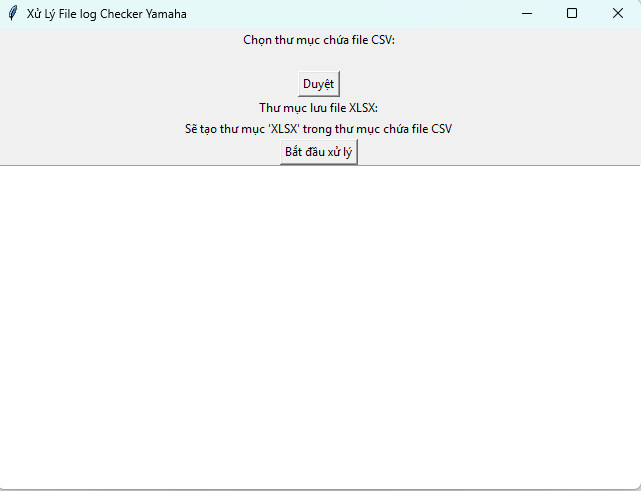 Xử Lý File log Checker Yamaha
Chọn thư mục chứa file CSV:
Duyệt
Thư mục lưu file XLSX:
Sẽ tạo thư mục 'XLSX' trong thư mục chứa file CSV
Bắt đầu xử lý